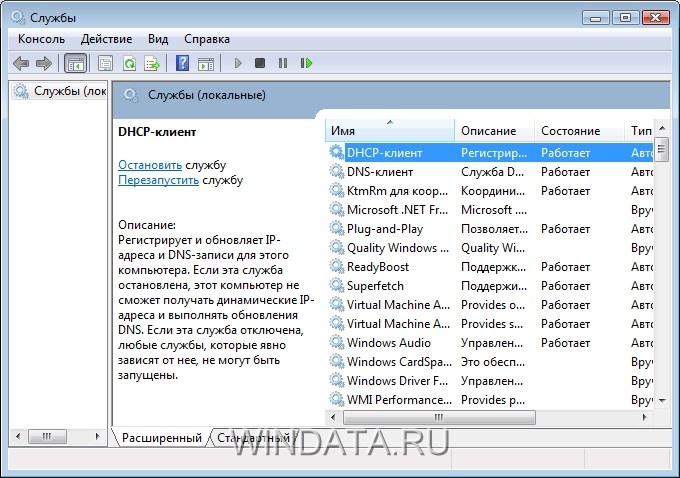 Службы
Консоль Действие Вид Справка
Службы (лок
Службы (локальные)
DHCP-клиент
Остановить службу
Перезапустить службу
Описание:
Регистрирует и обновляет IP-
адреса и DNS-записи для этого
компьютера. Если эта служба
остановлена, этот компьютер не
сможет получать динамические IP-
адреса и выполнять обновления
DNS. Если эта служба отключена,
любые службы, которые явно
зависят от нее, не могут быть
запущены.
Имя Описание Состояние Тип
DHCP-клиент Регистрир... Работает Авто
DNS-клиент Служба D... Работает Авто
KtmRm для коор... Координи... Работает Авто
Microsoft .NET Fr... Microsoft .... Вруч
Plug-and-Play Позволяет... Работает Авто
Quality Windows ... Quality Wi... Вруч
ReadyBoost Поддержк... Работает Авто
Superfetch Поддержи... Работает Авто
Virtual Machine A... Provides o... Работает Авто
Virtual Machine A... Provides s... Работает Авто
Windows Audio Управлен... Работает Авто
Windows CardSpa... Это обесп... Вруч
Windows Driver F... Управлен... Вруч
WMI Performance... Provides p... Вруч
Расширенный Стандартный
WINDATA.RU